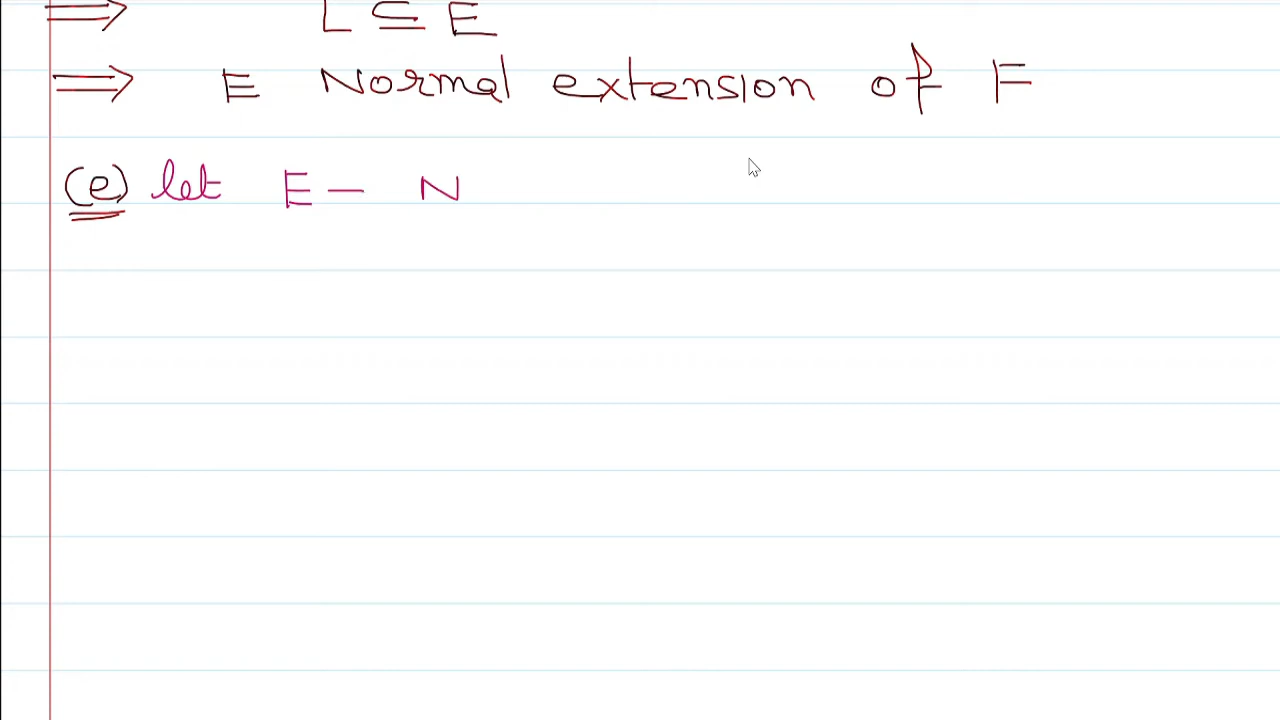 ⇒ L ⊆ E
⇒ E Normal extension of F
(e) let E — N